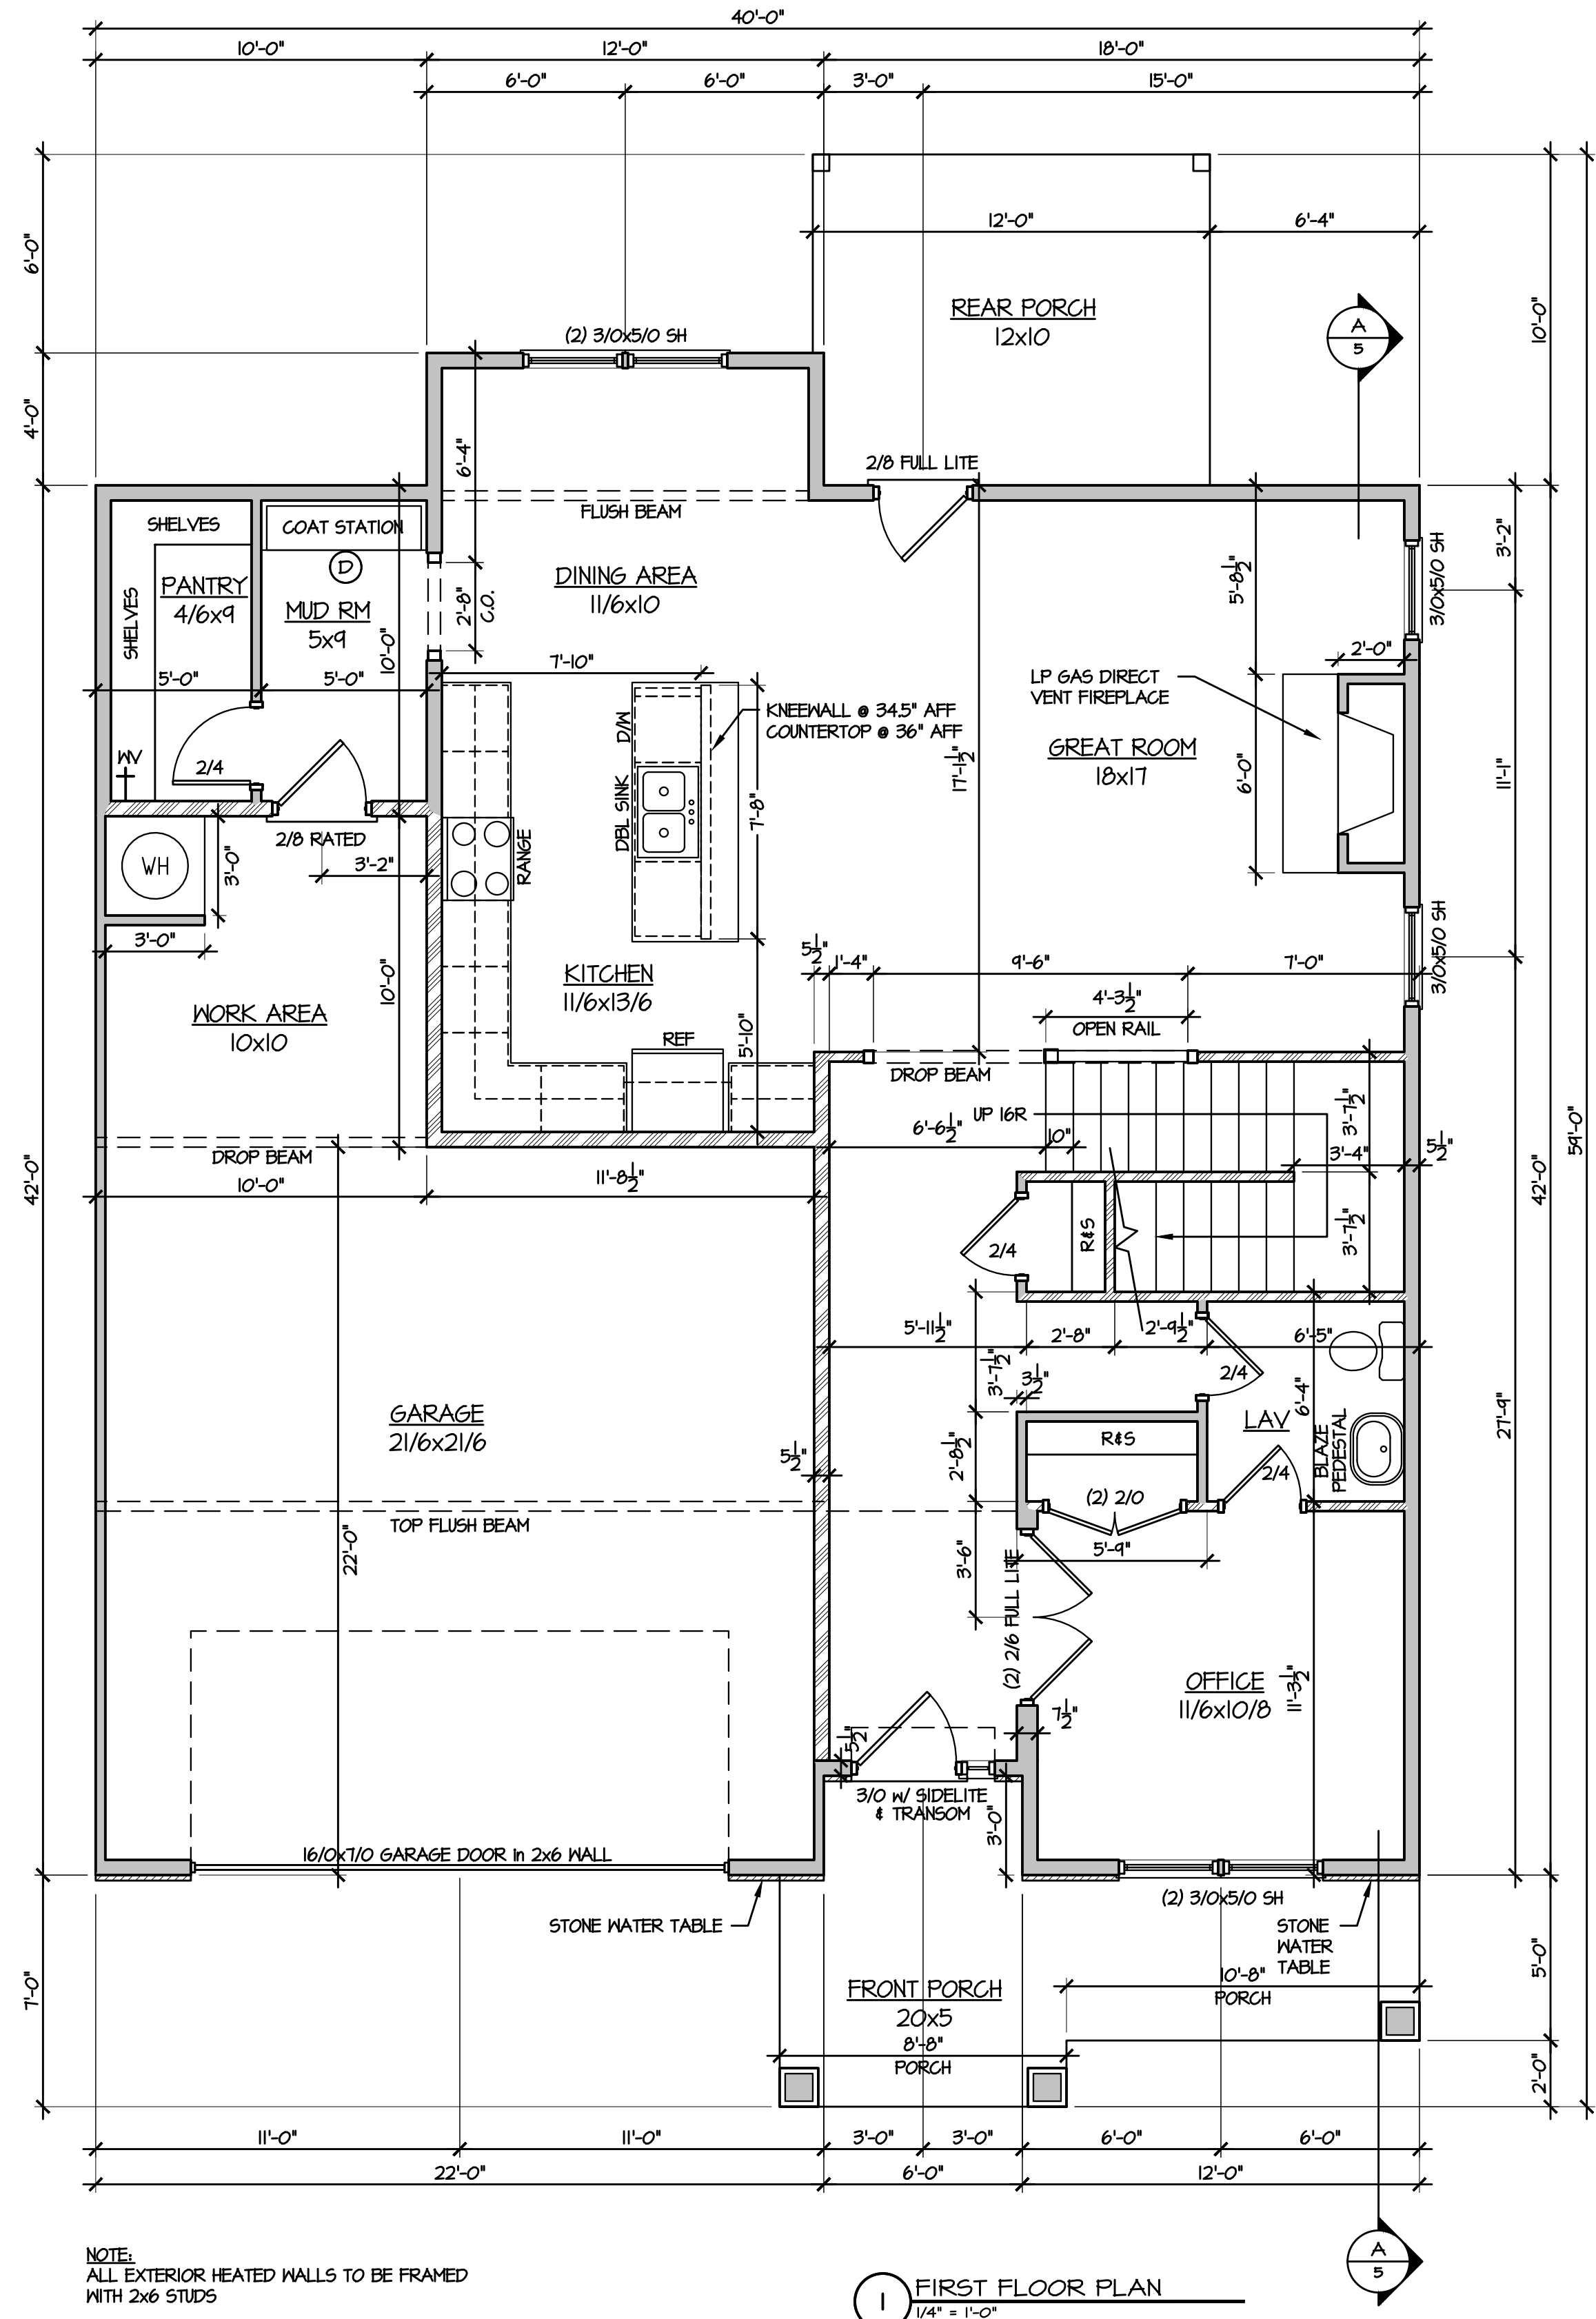 40'-0"
10'-0" 12'-0" 18'-0"
6'-0" 6'-0" 3'-0" 15'-0"
12'-0" 6'-4"
6'-0"
10'-0"
REAR PORCH
12x10
A
5
(2) 3/0x5/0 SH
4'-0"
6'-4"
2/8 FULL LITE
FLUSH BEAM
SHELVES
COAT STATION
D
SHELVES
PANTRY
4/6x9
MUD RM
5x9
10'-0"
2'-8"
C.O.
DINING AREA
11/6x10
5'-8 1/2"
3/0x5/0 SH
3'-2"
5'-0" 5'-0"
7'-10"
2'-0"
LP GAS DIRECT
VENT FIREPLACE
KNEEWALL @ 34.5" AFF
COUNTERTOP @ 36" AFF
D/W
GREAT ROOM
18x17
17'-1 1/2"
6'-0"
11'-1"
WV
2/4
DBL SINK
7'-8"
2/8 RATED
RANGE
WH
3'-0"
3'-2"
3'-0"
5 1/2" 1'-4" 9'-6" 7'-0"
3/0x5/0 SH
KITCHEN
11/6x13/6
10'-0"
WORK AREA
10x10
4'-3 1/2"
OPEN RAIL
REF
5'-10"
DROP BEAM
UP 16R
6'-6 1/2"
10"
3'-7 1/2"
3'-4"
5 1/2"
42'-0"
42'-0"
59'-0"
DROP BEAM
10'-0" 11'-8 1/2"
R&S
2/4
3'-7 1/2"
5'-11 1/2" 2'-8" 2'-9 1/2" 6'-5"
3'-7 1/2"
3 1/2"
2/4
6'-4"
LAV
BLAZE
PEDESTAL
27'-9"
GARAGE
21/6x21/6
5 1/2"
2'-8 1/2"
R&S
2/4
(2) 2/0
TOP FLUSH BEAM
22'-0"
3'-6"
5'-9"
(2) 2/6 FULL LITE
OFFICE
11/6x10/8
11'-3 1/2"
7 1/2"
5 1/2"
3/0 w/ SIDELITE
& TRANSOM
3'-0"
16/0x7/0 GARAGE DOOR in 2x6 WALL
(2) 3/0x5/0 SH
STONE WATER TABLE
STONE
WATER
TABLE
7'-0"
5'-0"
FRONT PORCH
20x5
10'-8"
PORCH
8'-8"
PORCH
2'-0"
11'-0" 11'-0" 3'-0" 3'-0" 6'-0" 6'-0"
22'-0" 6'-0" 12'-0"
A
5
NOTE:
ALL EXTERIOR HEATED WALLS TO BE FRAMED
WITH 2x6 STUDS
1
FIRST FLOOR PLAN
1/4" = 1'-0"